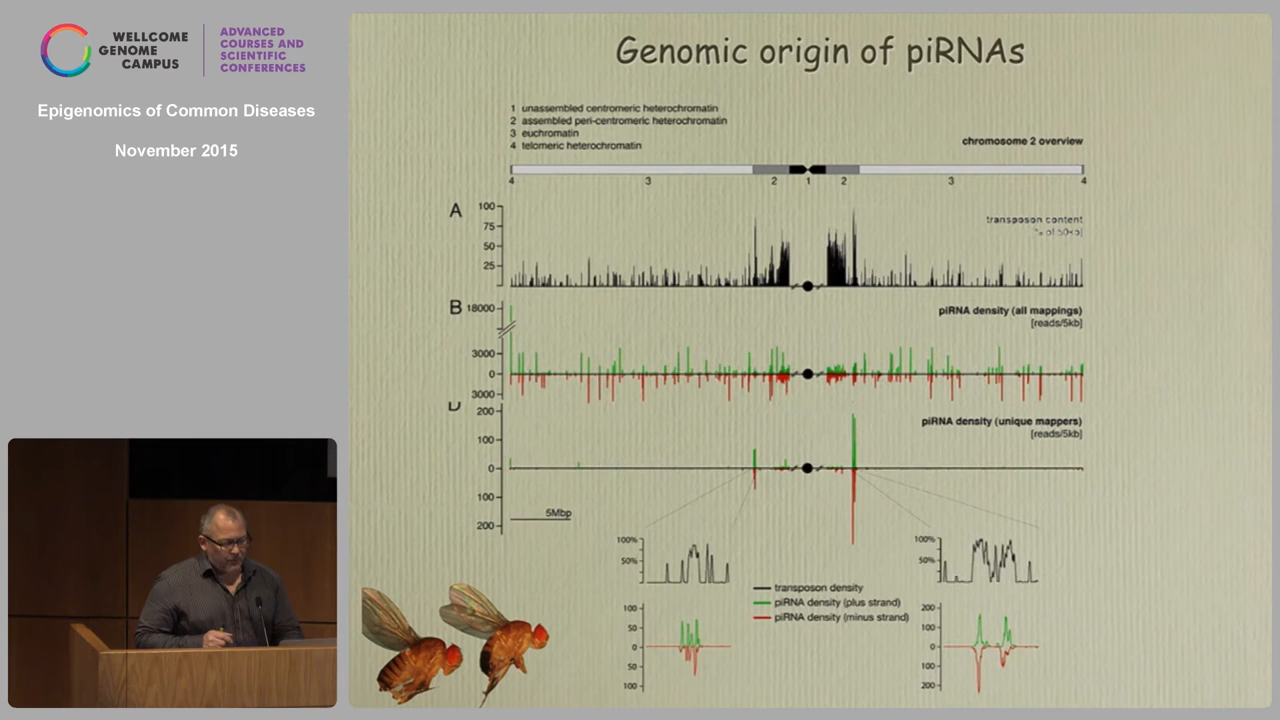 WELLCOME
GENOME
CAMPUS
ADVANCED
COURSES AND
SCIENTIFIC
CONFERENCES
Epigenomics of Common Diseases
November 2015
Genomic origin of piRNAs
1 unassembled centromeric heterochromatin
2 assembled peri-centromeric heterochromatin
3 euchromatin
4 telomeric heterochromatin
chromosome 2 overview
4 3 2 1 2 3 4
A
100
75
50
25
transposon content
B
18000
3000
0
3000
piRNA density (all mappings)
[reads/5kb]
200
100
0
100
200
piRNA density (unique mappers)
[reads/5kb]
5Mbp
100%
50%
100%
50%
transposon density
piRNA density (plus strand)
piRNA density (minus strand)
100
50
0
50
100
200
100
0
100
200